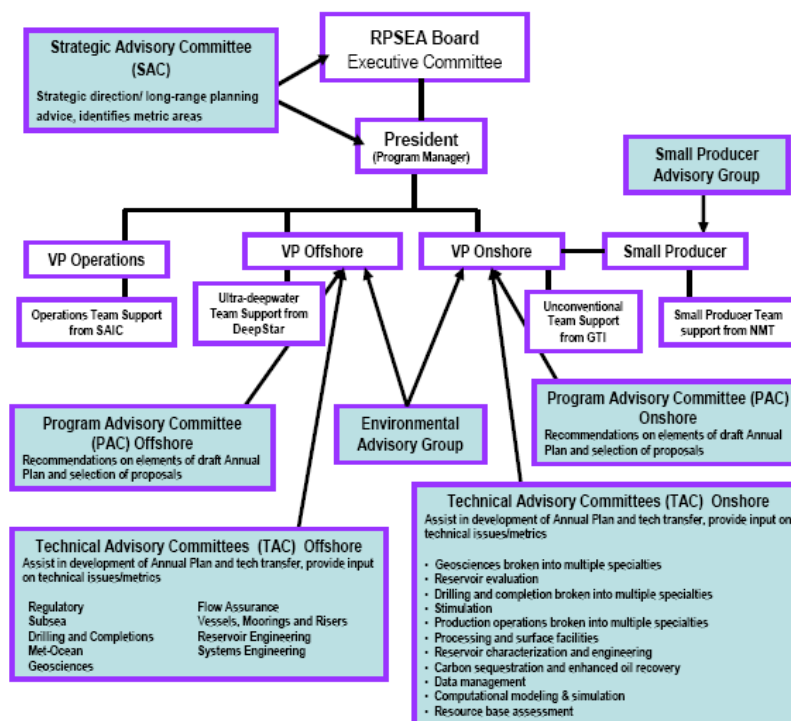 Strategic Advisory Committee
(SAC)
Strategic direction/ long-range planning
advice, identifies metric areas
RPSEA Board
Executive Committee
President
(Program Manager)
Small Producer
Advisory Group
VP Operations
VP Offshore
VP Onshore
Small Producer
Operations Team Support
from SAIC
Ultra-deepwater
Team Support from
DeepStar
Unconventional
Team Support
from GTI
Small Producer Team
support from NMT
Program Advisory Committee
(PAC) Offshore
Recommendations on elements of draft Annual
Plan and selection of proposals
Environmental
Advisory Group
Program Advisory Committee (PAC)
Onshore
Recommendations on elements of draft Annual
Plan and selection of proposals
Technical Advisory Committees (TAC) Offshore
Assist in development of Annual Plan and tech transfer, provide input
on technical issues/metrics
Regulatory
Subsea
Drilling and Completions
Met-Ocean
Geosciences
Flow Assurance
Vessels, Moorings and Risers
Reservoir Engineering
Systems Engineering
Technical Advisory Committees (TAC) Onshore
Assist in development of Annual Plan and tech transfer, provide input on
technical issues/metrics
· Geosciences broken into multiple specialties
· Reservoir evaluation
· Drilling and completion broken into multiple specialties
· Stimulation
· Production operations broken into multiple specialties
· Processing and surface facilities
· Reservoir characterization and engineering
· Carbon sequestration and enhanced oil recovery
· Data management
· Computational modeling & simulation
· Resource base assessment